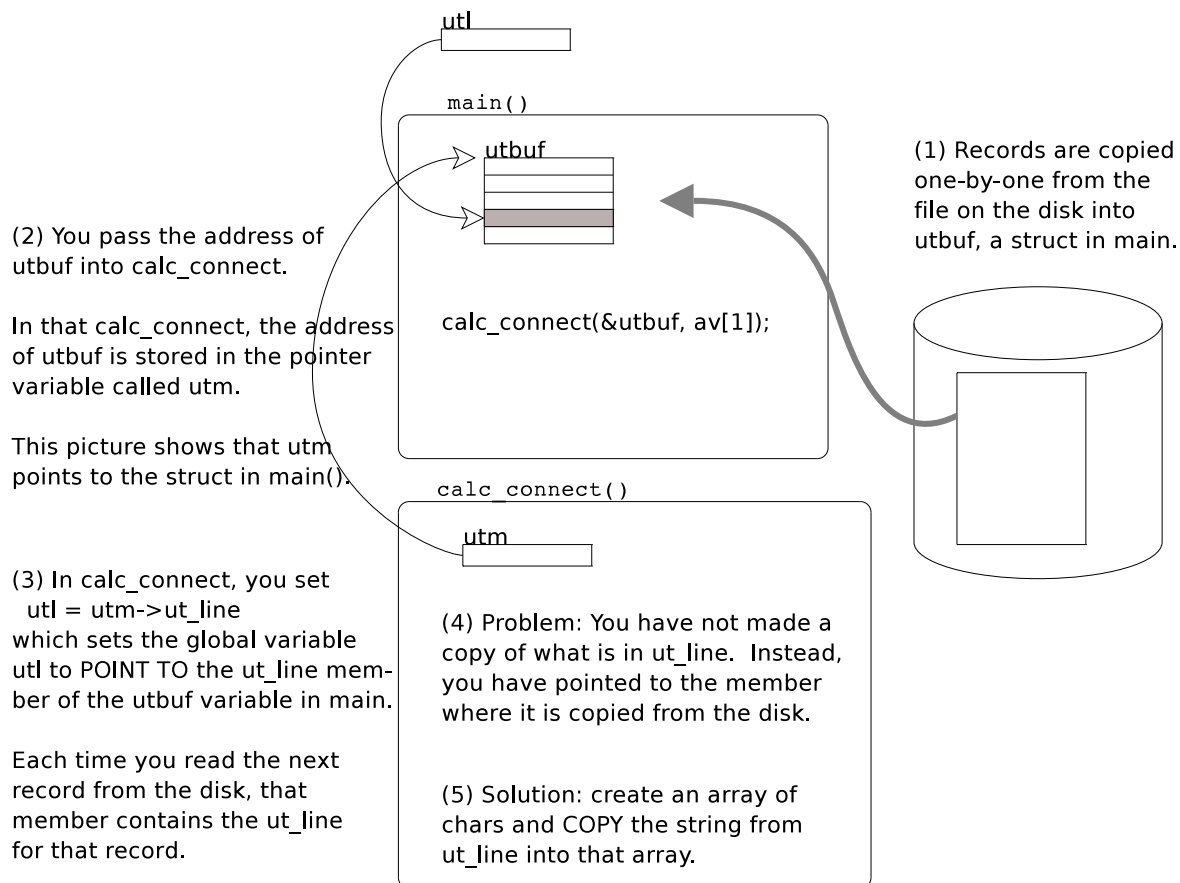 utl
main()
utbuf
calc_connect(&utbuf, av[1]);
(1) Records are copied
one-by-one from the
file on the disk into
utbuf, a struct in main.
(2) You pass the address of
utbuf into calc_connect.
In that calc_connect, the address
of utbuf is stored in the pointer
variable called utm.
This picture shows that utm
points to the struct in main().
(3) In calc_connect, you set
utl = utm->ut_line
which sets the global variable
utl to POINT TO the ut_line mem-
ber of the utbuf variable in main.
Each time you read the next
record from the disk, that
member contains the ut_line
for that record.
calc_connect()
utm
(4) Problem: You have not made a
copy of what is in ut_line.  Instead,
you have pointed to the member
where it is copied from the disk.
(5) Solution: create an array of
chars and COPY the string from
ut_line into that array.